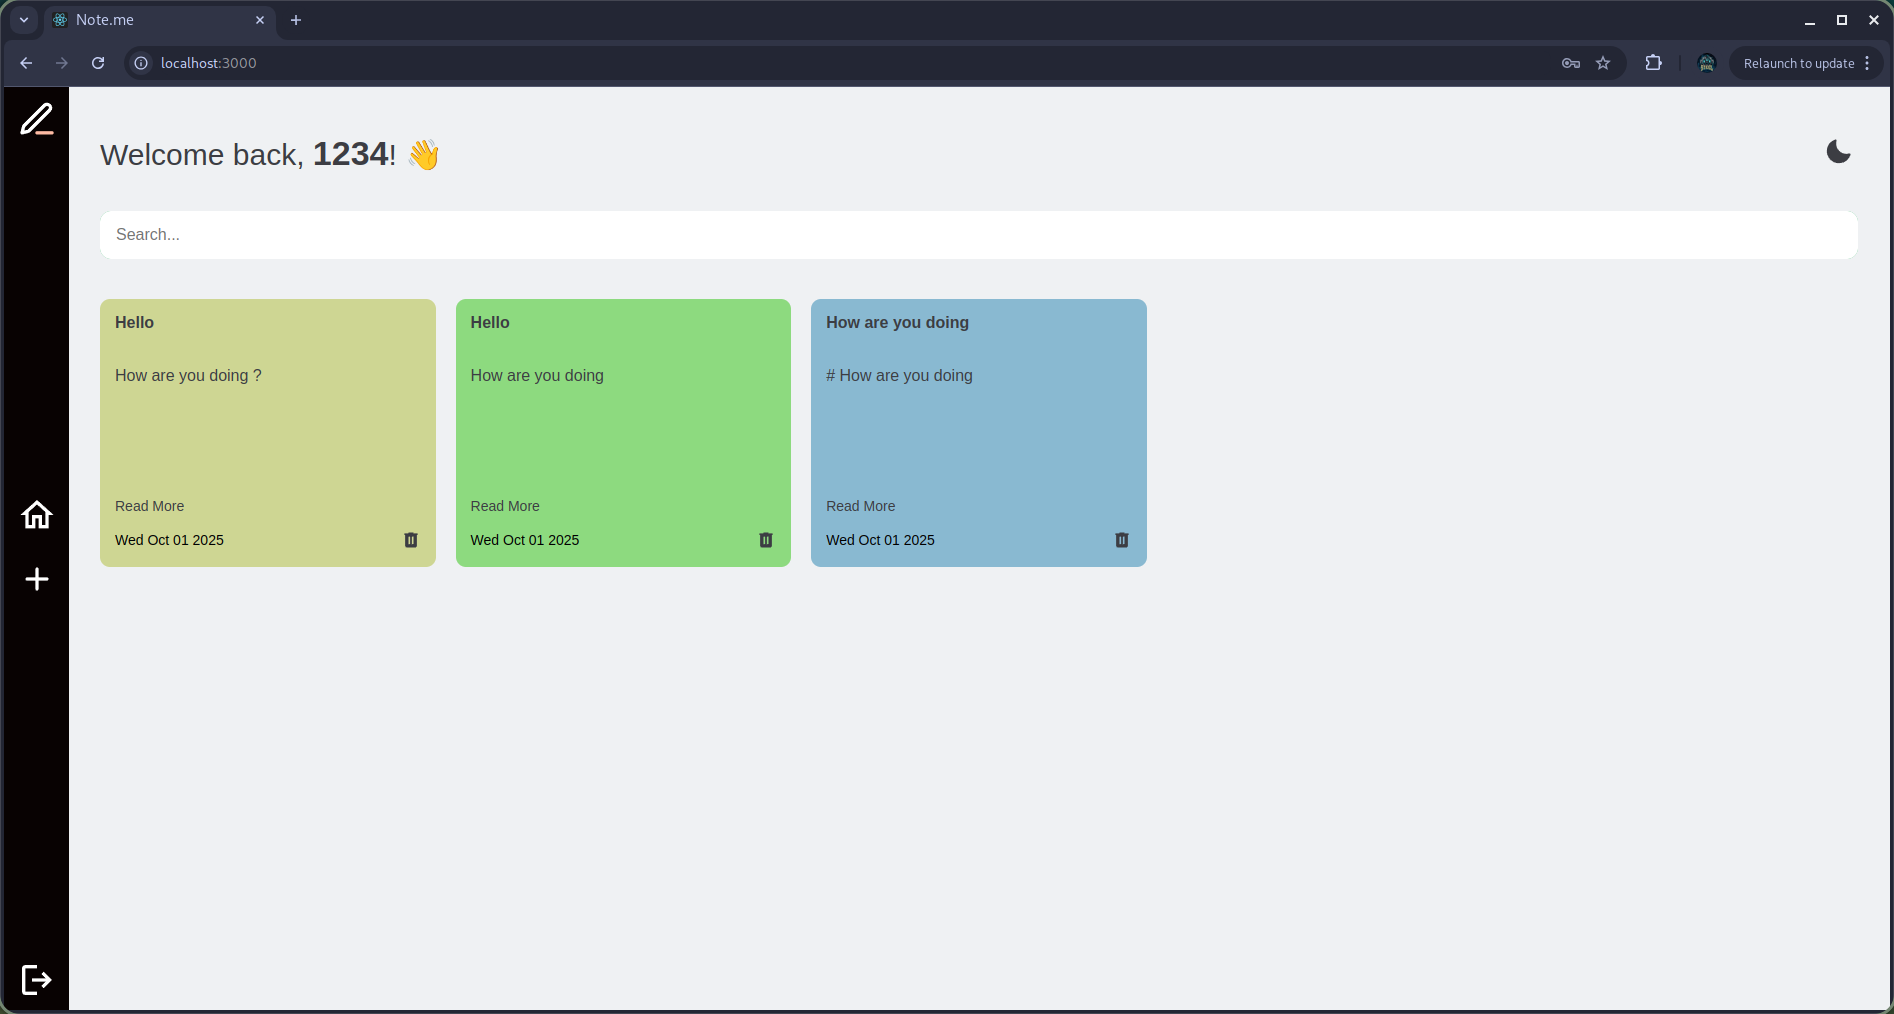 Note.me
localhost:3000
Relaunch to update
Welcome back, 1234! 👋
Search...
Hello
How are you doing ?
Read More
Wed Oct 01 2025
Hello
How are you doing
Read More
Wed Oct 01 2025
How are you doing
# How are you doing
Read More
Wed Oct 01 2025